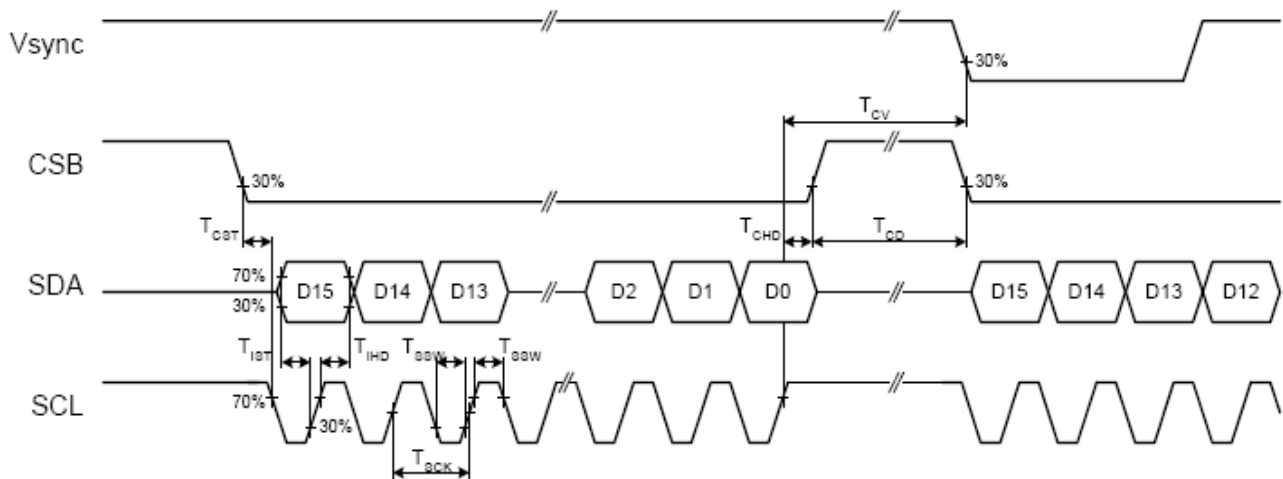 Vsync
30%
T_CV
CSB
30%
30%
T_CST
T_CHD
T_CD
SDA
70%
30%
D15 D14 D13 D2 D1 D0 D15 D14 D13 D12
T_IST T_IHD T_SSW T_SSW
SCL
70%
30%
T_SCK